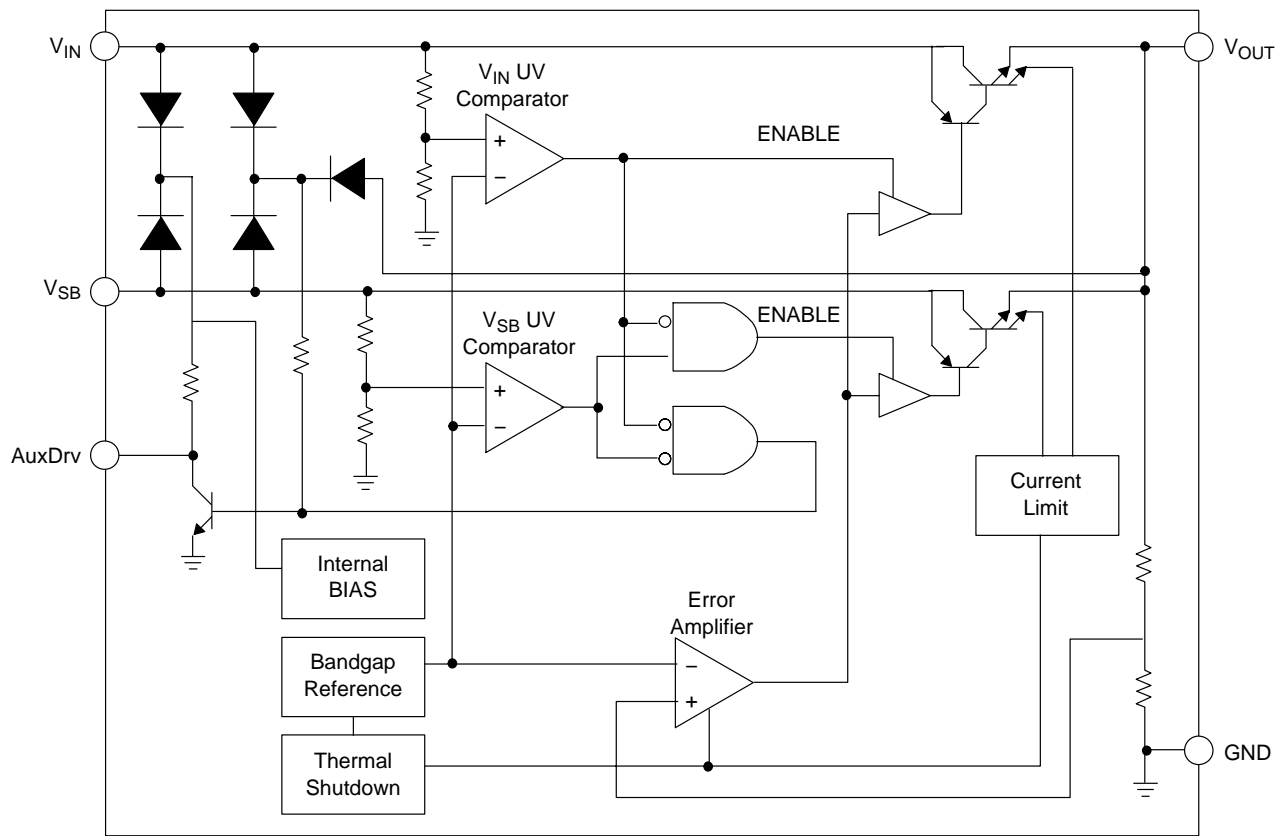 V_IN
V_OUT
V_IN UV
Comparator
+
−
ENABLE
V_SB
V_SB UV
Comparator
+
−
ENABLE
AuxDrv
Current
Limit
Internal
BIAS
Error
Amplifier
Bandgap
Reference
−
+
Thermal
Shutdown
GND